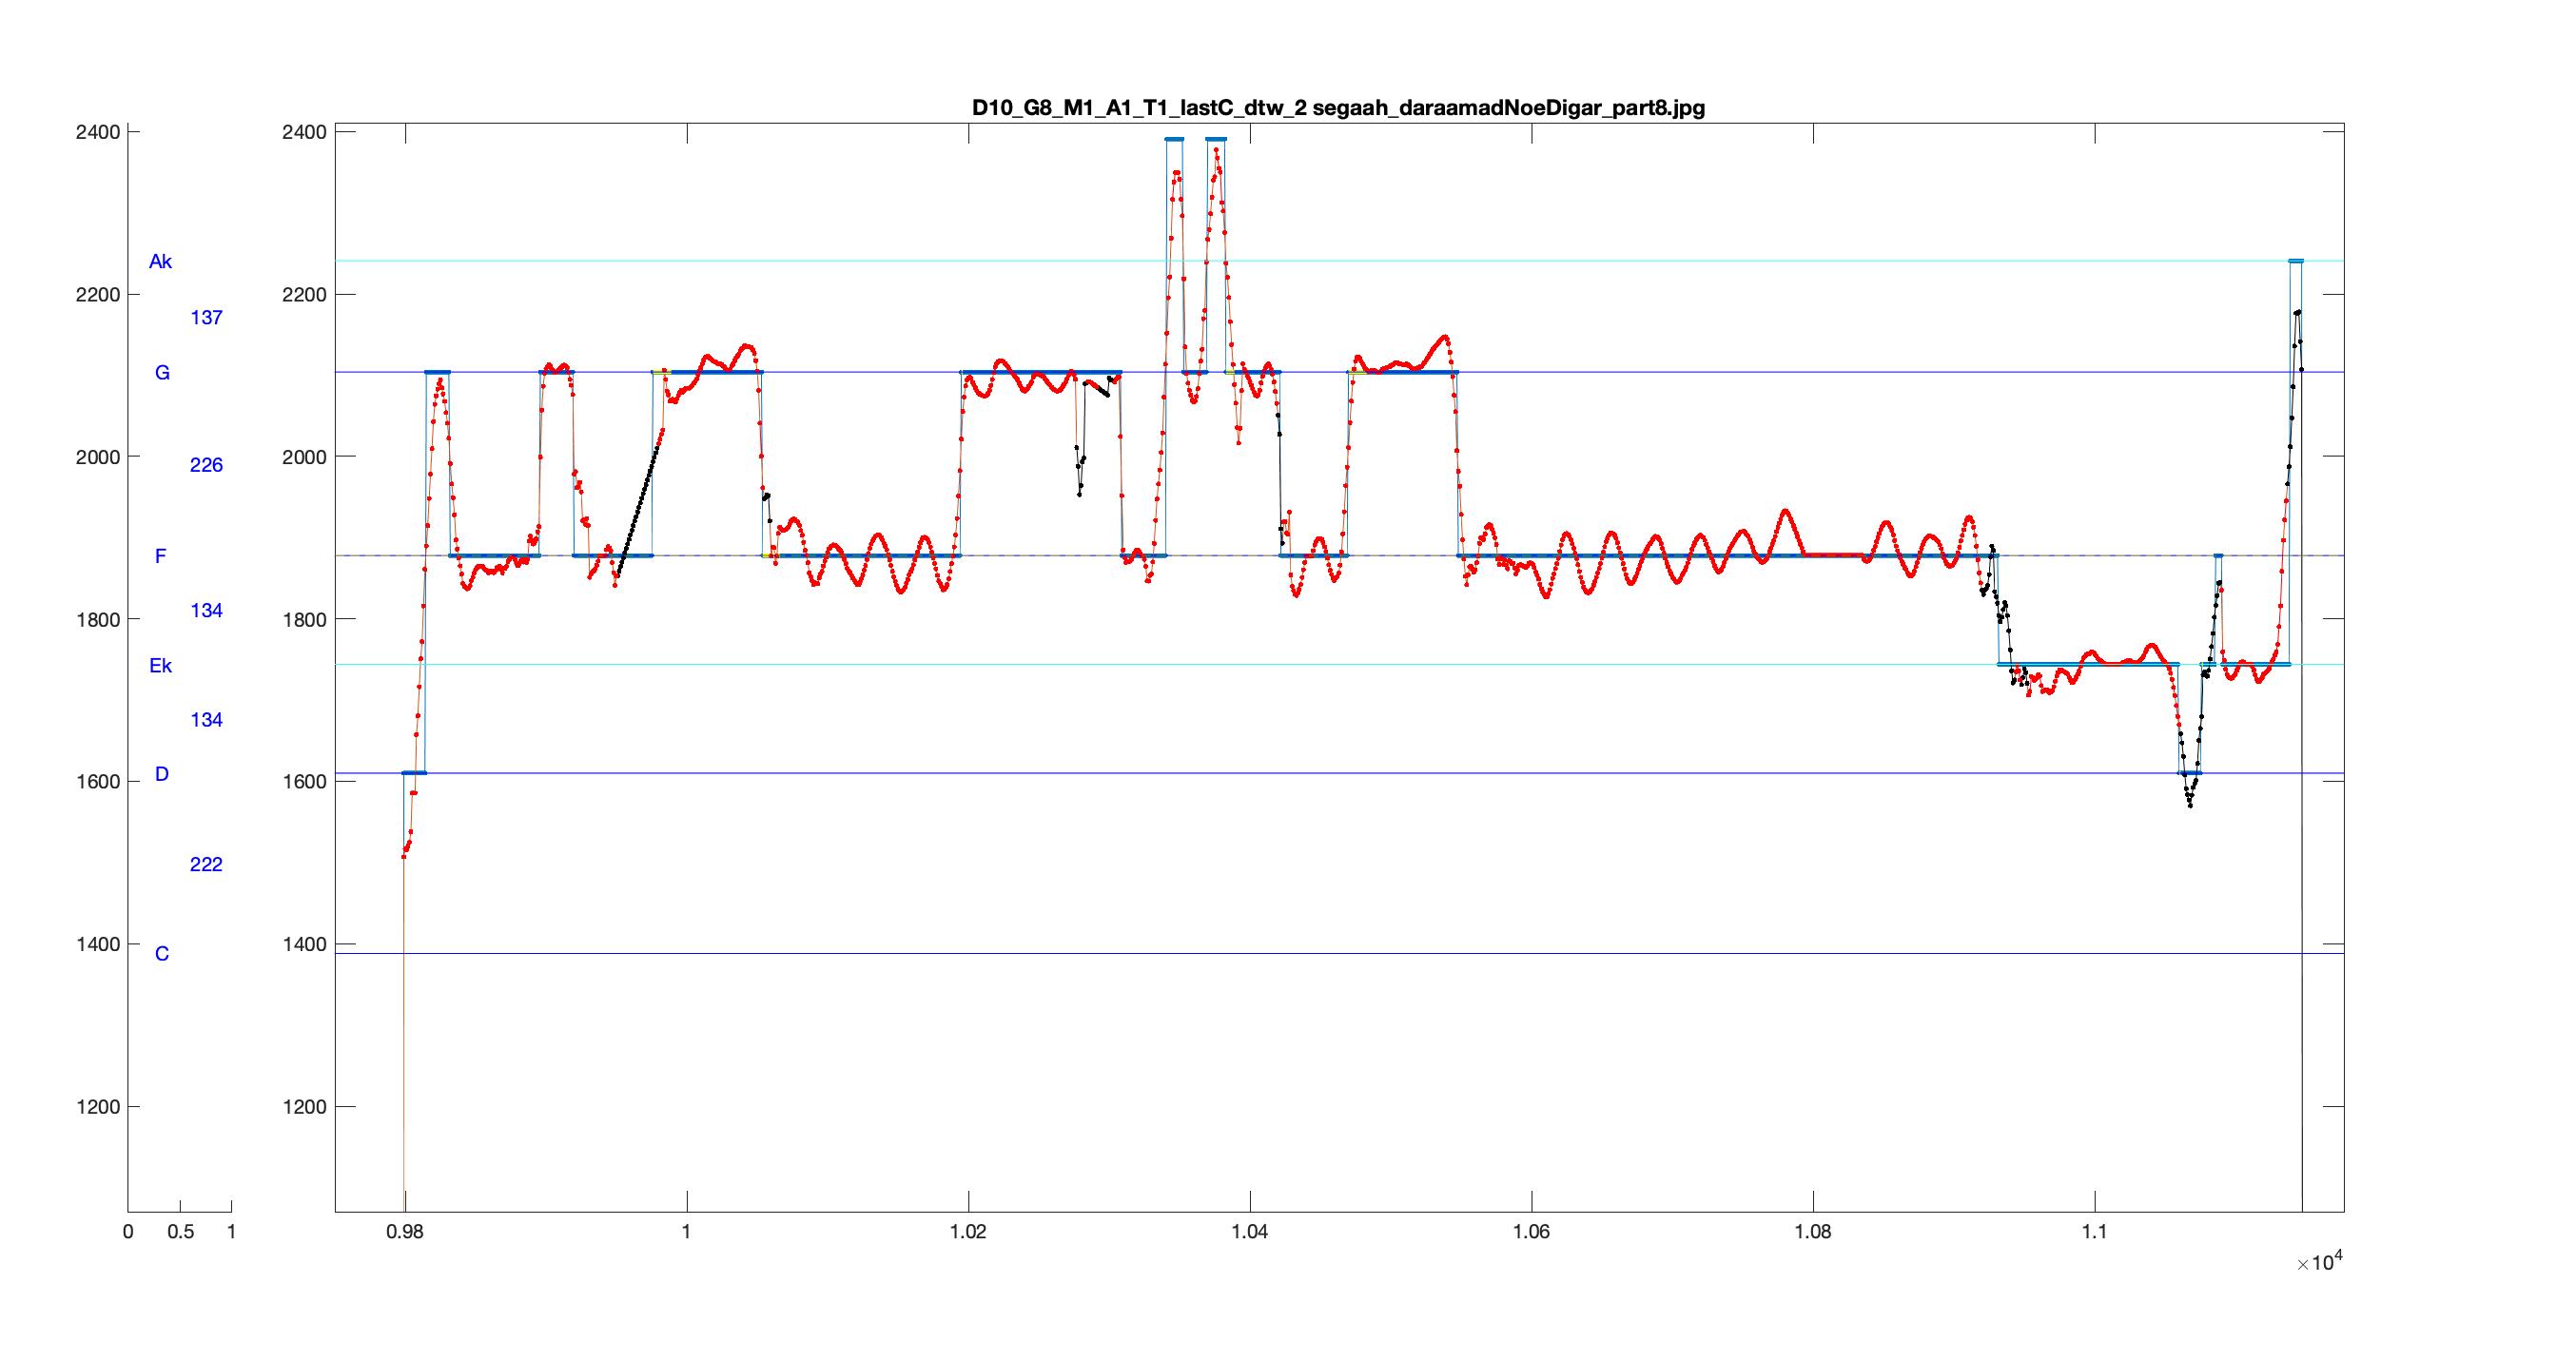 D10_G8_M1_A1_T1_lastC_dtw_2 segaah_daraamadNoeDigar_part8.jpg
2400 2400
Ak
2200 137 2200
G
2000 226 2000
F
1800 134 1800
Ek
134
1600 D 1600
222
1400 C 1400
1200 1200
0 0.5 1 0.98 1 1.02 1.04 1.06 1.08 1.1
×10⁴